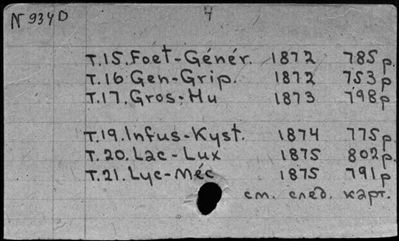 N 934D
4
т.15. Foet-Génér. 1872 785 р.
т.16 Gen-Grip. 1872 753 р
т.17. Gros-Hu 1873 798 р
т.19. Infus-Kyst. 1874 775 р.
т.20. Lac-Lux 1875 802 р.
т.21. Lyc-Méc 1875 791 р
см. след. карт.